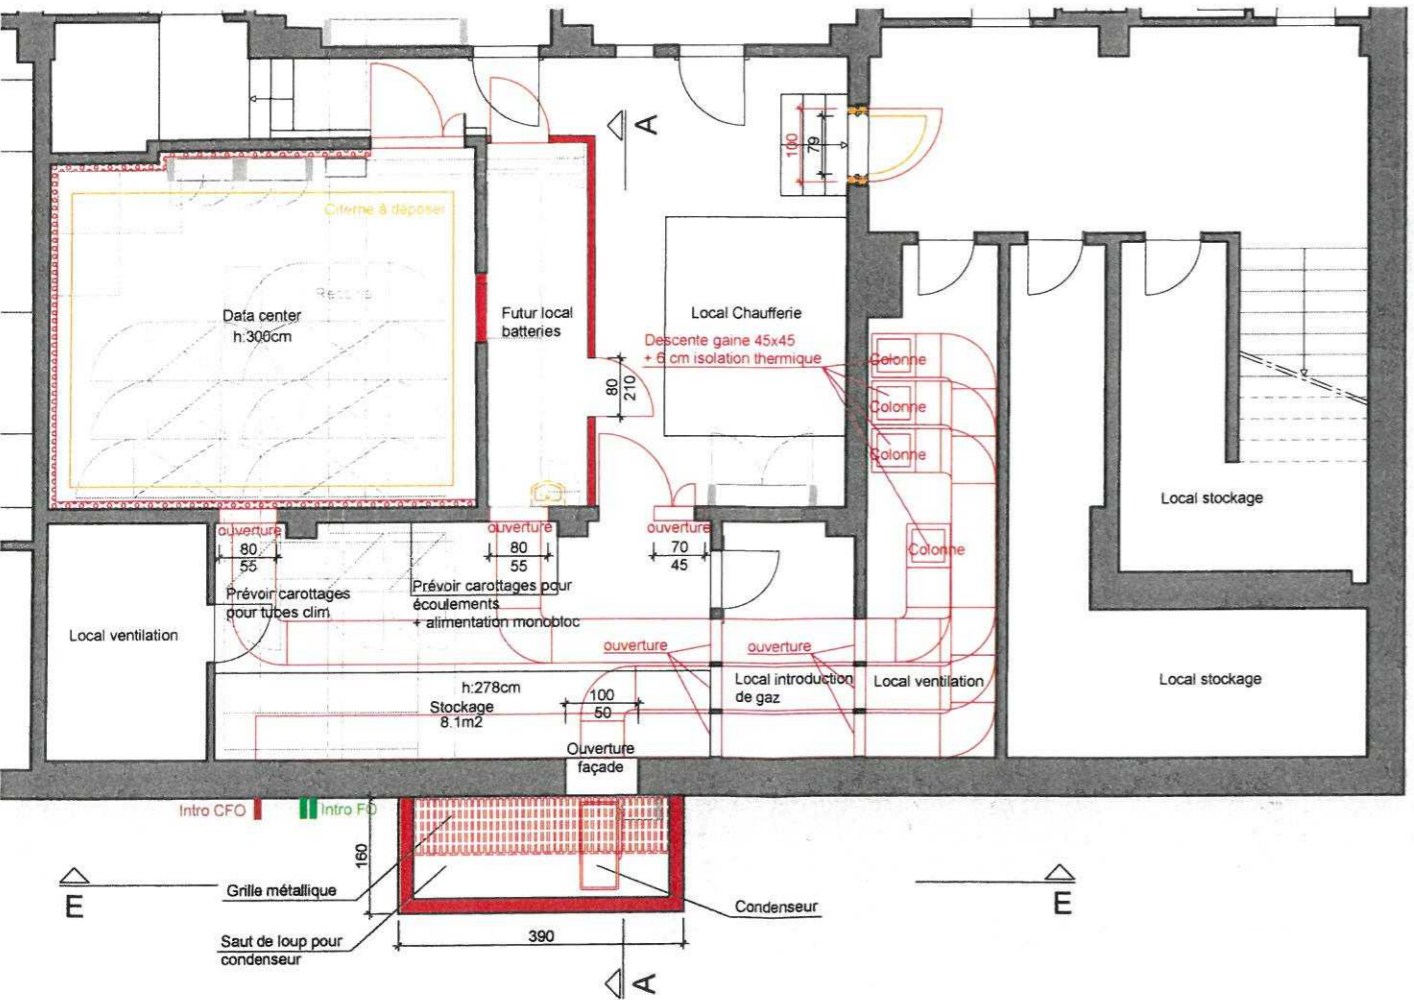 A
100
79
Citerne à déposer
Data center
h:300cm
Futur local
batteries
Local Chaufferie
Descente gaine 45x45
+ 6 cm isolation thermique
Colonne
Colonne
Colonne
Colonne
80
210
Local stockage
ouverture
80
55
ouverture
80
55
ouverture
70
45
Prévoir carottages
pour tubes clim
Prévoir carottages pour
écoulements
+ alimentation monobloc
Local ventilation
ouverture
ouverture
h:278cm
Stockage
8.1m2
100
50
Local introduction
de gaz
Local ventilation
Local stockage
Ouverture
façade
Intro CFO
Intro FO
160
E
Grille métallique
Condenseur
E
Saut de loup pour
condenseur
390
A